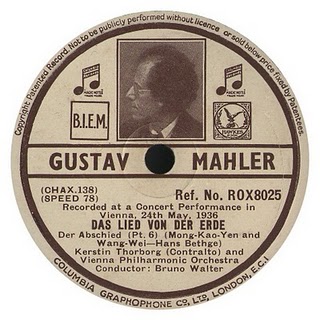 Copyright. Patented Record. Not to be publicly performed without licence or sold below price fixed by Patentees.
B.I.E.M.
GUSTAV MAHLER
(CHAX.138)
(SPEED 78)
Ref. No. ROX8025
Recorded at a Concert Performance in
Vienna, 24th May, 1936
DAS LIED VON DER ERDE
Der Abschied (Pt. 6) (Mong-Kao-Yen and
Wang-Wei—Hans Bethge)
Kerstin Thorborg (Contralto) and
Vienna Philharmonic Orchestra
Conductor: Bruno Walter
COLUMBIA GRAPHOPHONE CO, LTD, LONDON, E.C.1